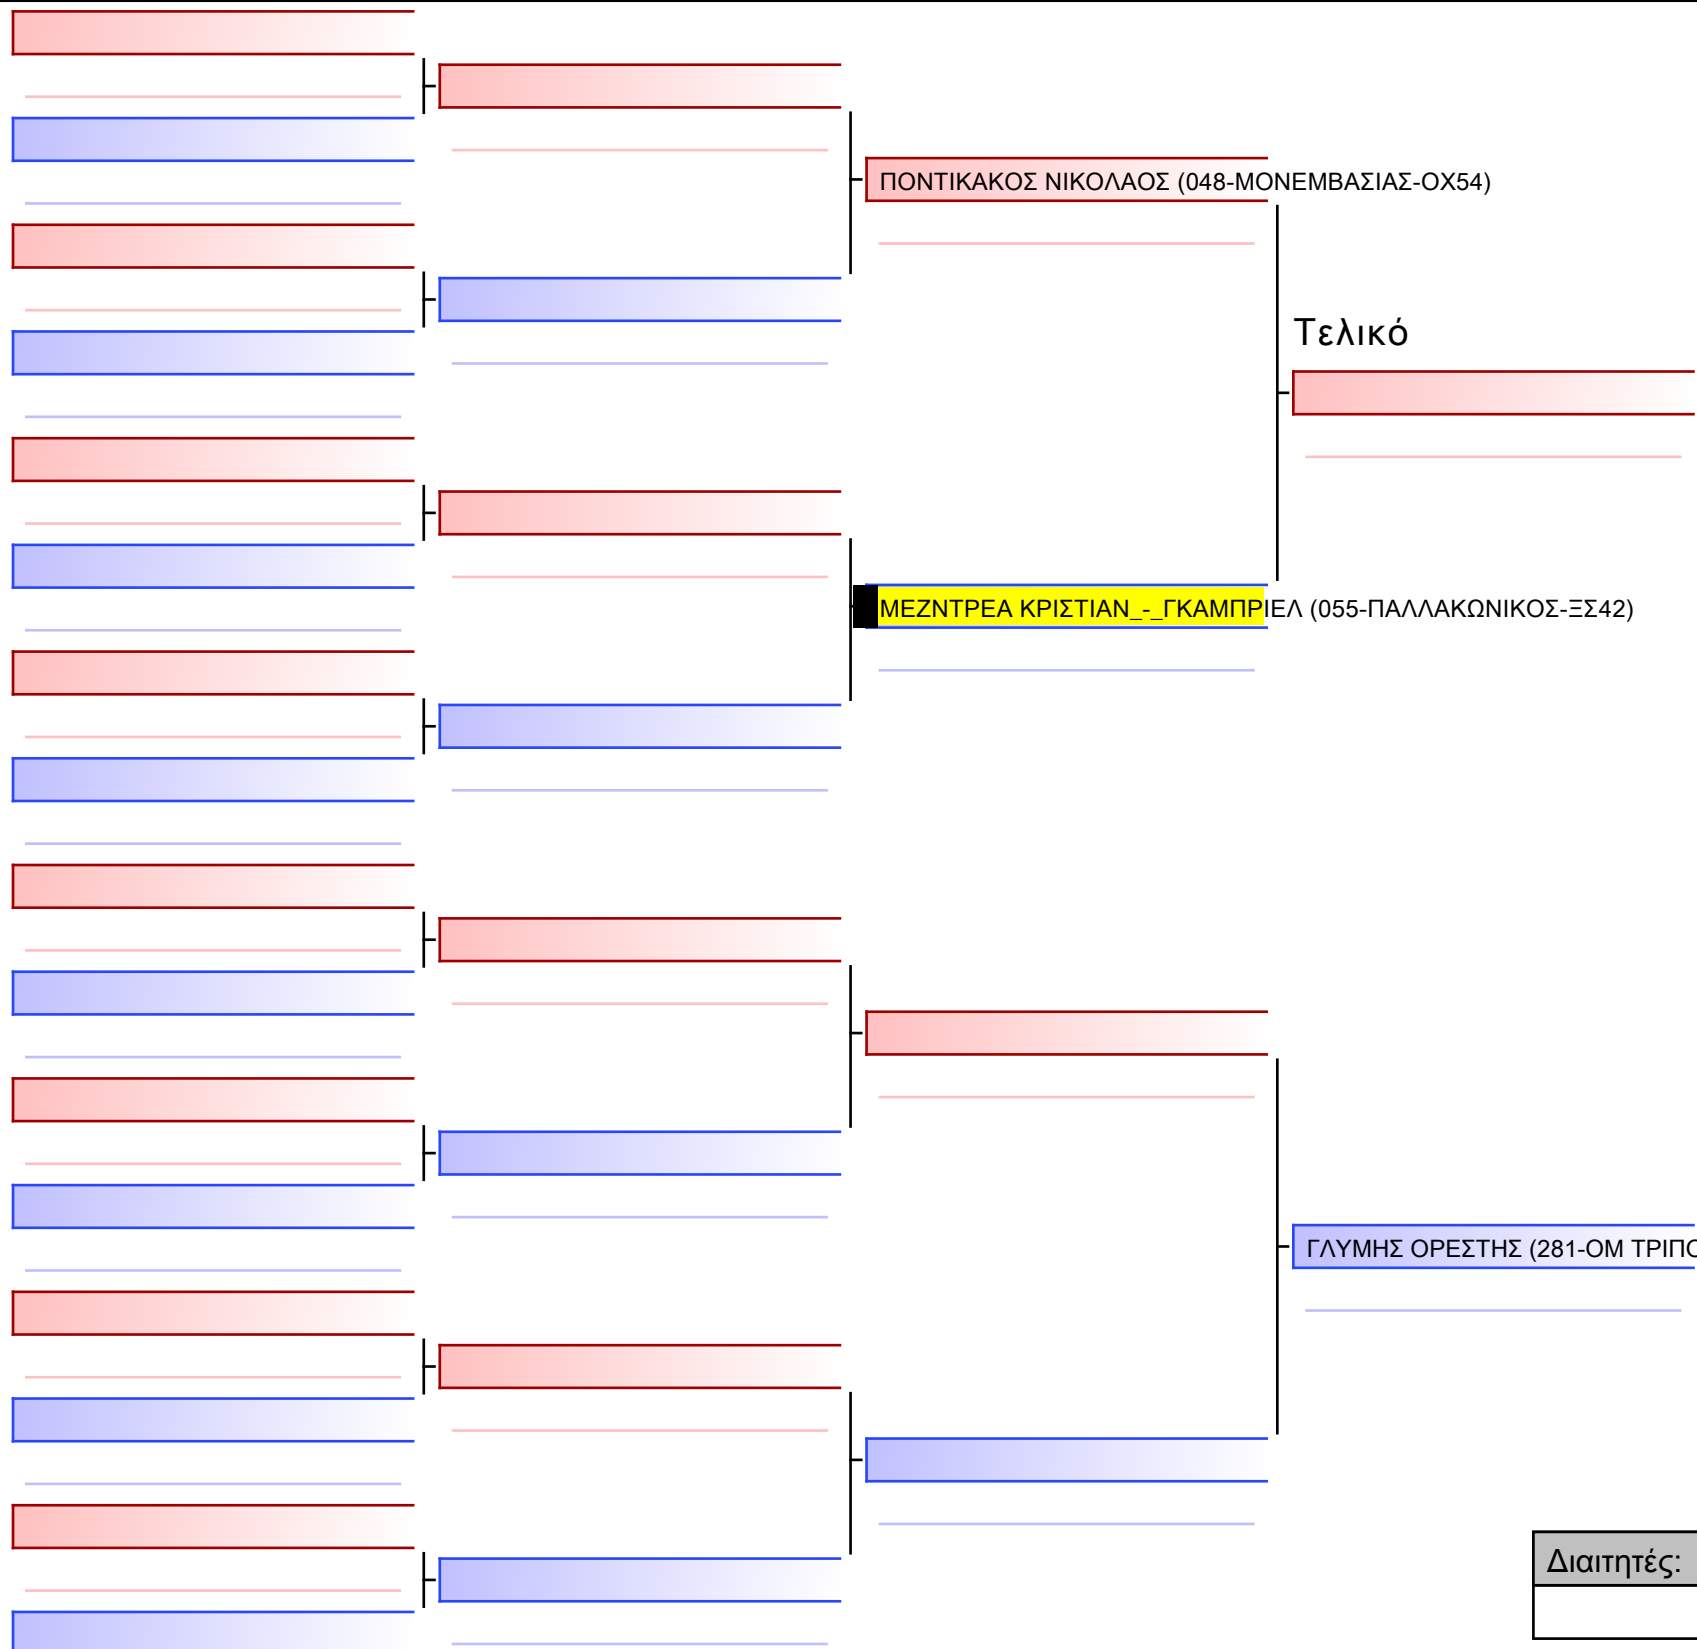 ΠΟΝΤΙΚΑΚΟΣ ΝΙΚΟΛΑΟΣ (048-ΜΟΝΕΜΒΑΣΙΑΣ-ΟΧ54)
Τελικό
ΜΕΖΝΤΡΕΑ ΚΡΙΣΤΙΑΝ_-_ΓΚΑΜΠΡΙΕΛ (055-ΠΑΛΛΑΚΩΝΙΚΟΣ-ΞΣ42)
ΓΛΥΜΗΣ ΟΡΕΣΤΗΣ (281-ΟΜ ΤΡΙΠΟ
Διαιτητές: